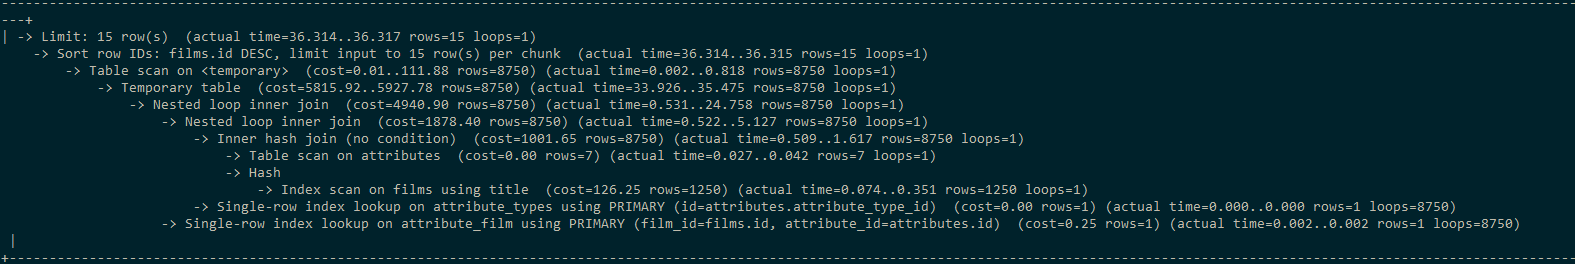 ---+
| -> Limit: 15 row(s)  (actual time=36.314..36.317 rows=15 loops=1)
    -> Sort row IDs: films.id DESC, limit input to 15 row(s) per chunk  (actual time=36.314..36.315 rows=15 loops=1)
        -> Table scan on <temporary>  (cost=0.01..111.88 rows=8750) (actual time=0.002..0.818 rows=8750 loops=1)
            -> Temporary table  (cost=5815.92..5927.78 rows=8750) (actual time=33.926..35.475 rows=8750 loops=1)
                -> Nested loop inner join  (cost=4940.90 rows=8750) (actual time=0.531..24.758 rows=8750 loops=1)
                    -> Nested loop inner join  (cost=1878.40 rows=8750) (actual time=0.522..5.127 rows=8750 loops=1)
                        -> Inner hash join (no condition)  (cost=1001.65 rows=8750) (actual time=0.509..1.617 rows=8750 loops=1)
                            -> Table scan on attributes  (cost=0.00 rows=7) (actual time=0.027..0.042 rows=7 loops=1)
                            -> Hash
                                -> Index scan on films using title  (cost=126.25 rows=1250) (actual time=0.074..0.351 rows=1250 loops=1)
                        -> Single-row index lookup on attribute_types using PRIMARY (id=attributes.attribute_type_id)  (cost=0.00 rows=1) (actual time=0.000..0.000 rows=1 loops=8750)
                    -> Single-row index lookup on attribute_film using PRIMARY (film_id=films.id, attribute_id=attributes.id)  (cost=0.25 rows=1) (actual time=0.002..0.002 rows=1 loops=8750)
 |